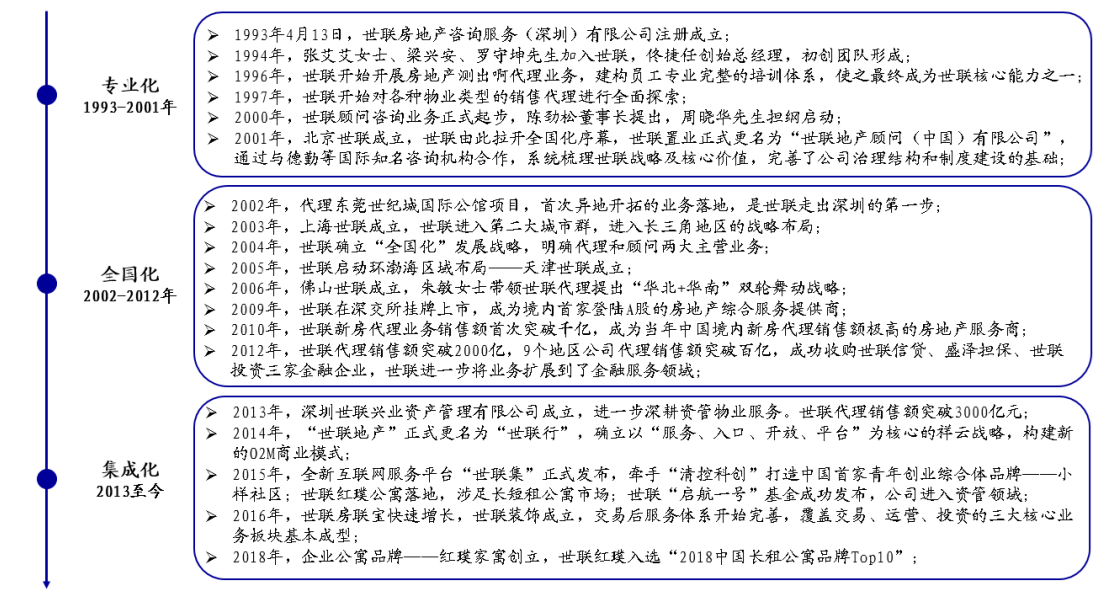 专业化
1993-2001年
➢ 1993年4月13日，世联房地产咨询服务（深圳）有限公司注册成立；
➢ 1994年，张艾艾女士、梁兴安、罗守坤先生加入世联，佟捷任创始总经理，初创团队形成；
➢ 1996年，世联开始开展房地产测出啊代理业务，建构员工专业完整的培训体系，使之最终成为世联核心能力之一；
➢ 1997年，世联开始对各种物业类型的销售代理进行全面探索；
➢ 2000年，世联顾问咨询业务正式起步，陈劲松董事长提出，周晓华先生担纲启动；
➢ 2001年，北京世联成立，世联由此拉开全国化序幕，世联置业正式更名为“世联地产顾问（中国）有限公司”，
通过与德勤等国际知名咨询机构合作，系统梳理世联战略及核心价值，完善了公司治理结构和制度建设的基础；
全国化
2002-2012年
➢ 2002年，代理东莞世纪城国际公馆项目，首次异地开拓的业务落地，是世联走出深圳的第一步；
➢ 2003年，上海世联成立，世联进入第二大城市群，进入长三角地区的战略布局；
➢ 2004年，世联确立“全国化”发展战略，明确代理和顾问两大主营业务；
➢ 2005年，世联启动环渤海区域布局——天津世联成立；
➢ 2006年，佛山世联成立，朱敏女士带领世联代理提出“华北+华南”双轮舞动战略；
➢ 2009年，世联在深交所挂牌上市，成为境内首家登陆A股的房地产综合服务提供商；
➢ 2010年，世联新房代理业务销售额首次突破千亿，成为当年中国境内新房代理销售额极高的房地产服务商；
➢ 2012年，世联代理销售额突破2000亿，9个地区公司代理销售额突破百亿，成功收购世联信贷、盛泽担保、世联
投资三家金融企业，世联进一步将业务扩展到了金融服务领域；
集成化
2013至今
➢ 2013年，深圳世联兴业资产管理有限公司成立，进一步深耕资管物业服务。世联代理销售额突破3000亿元；
➢ 2014年，“世联地产”正式更名为“世联行”，确立以“服务、入口、开放、平台”为核心的祥云战略，构建新
的O2M商业模式；
➢ 2015年，全新互联网服务平台“世联集”正式发布，牵手“清控科创”打造中国首家青年创业综合体品牌——小
样社区；世联红璞公寓落地，涉足长短租公寓市场；世联“启航一号”基金成功发布，公司进入资管领域；
➢ 2016年，世联房联宝快速增长，世联装饰成立，交易后服务体系开始完善，覆盖交易、运营、投资的三大核心业
务板块基本成型；
➢ 2018年，企业公寓品牌——红璞家寓创立，世联红璞入选“2018中国长租公寓品牌Top10”；